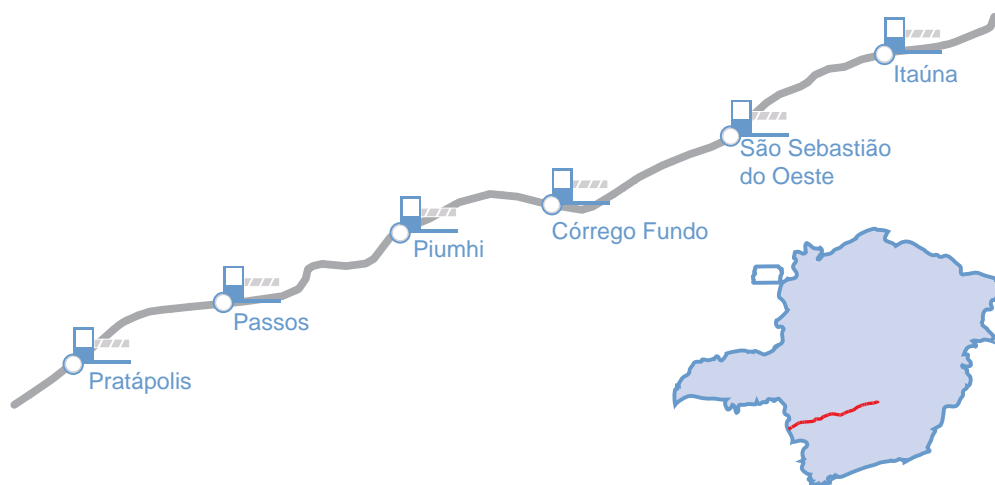 Itaúna
São Sebastião
do Oeste
Córrego Fundo
Piumhi
Passos
Pratápolis